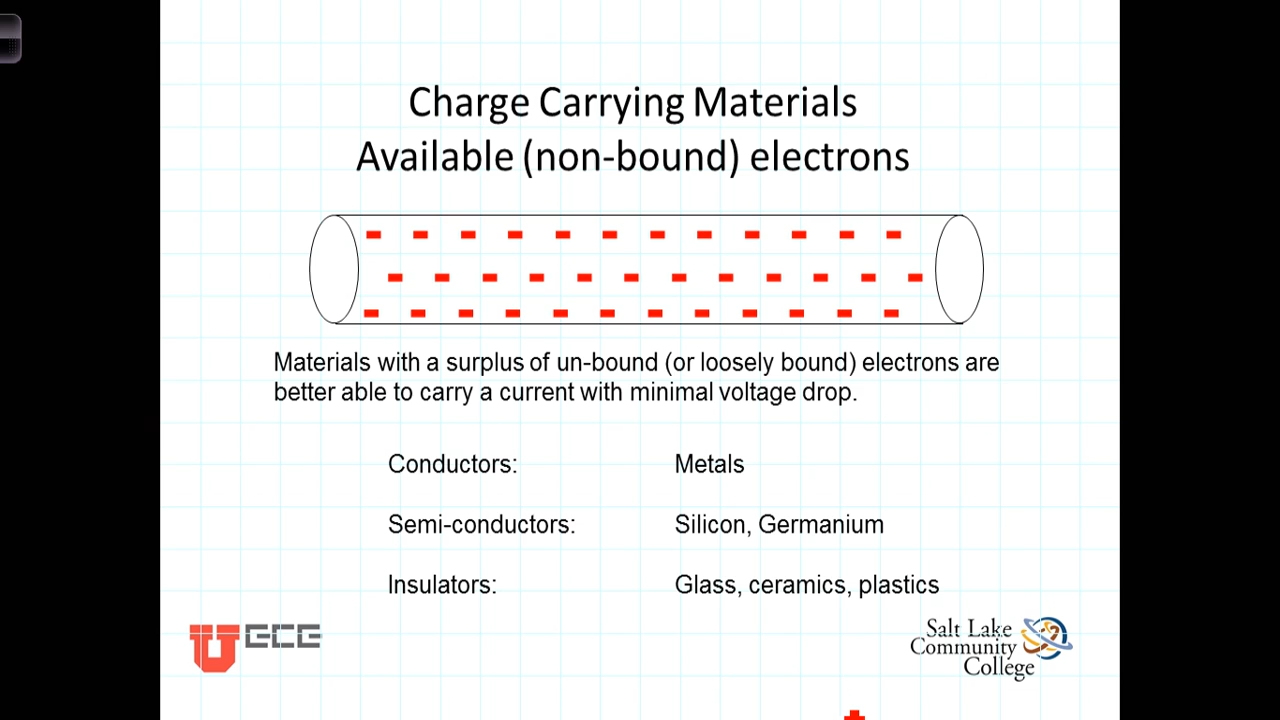 Charge Carrying Materials
Available (non-bound) electrons
Materials with a surplus of un-bound (or loosely bound) electrons are
better able to carry a current with minimal voltage drop.
Conductors: Metals
Semi-conductors: Silicon, Germanium
Insulators: Glass, ceramics, plastics
U ECE
Salt Lake
Community
College